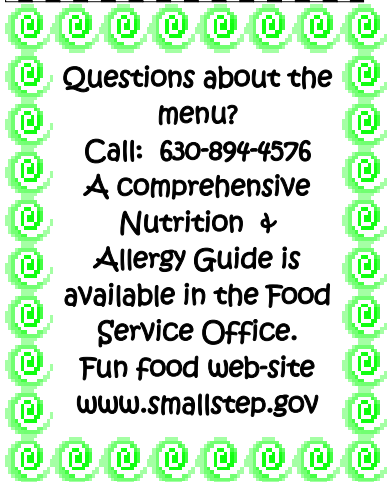 Questions about the
menu?
Call: 630-894-4576
A comprehensive
Nutrition &
Allergy Guide is
available in the Food
Service Office.
Fun food web-site
www.smallstep.gov